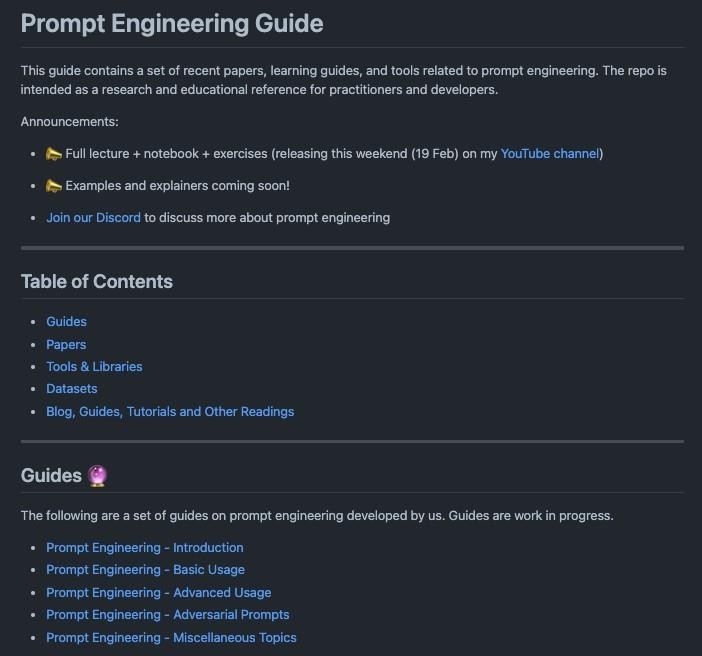 Prompt Engineering Guide
This guide contains a set of recent papers, learning guides, and tools related to prompt engineering. The repo is
intended as a research and educational reference for practitioners and developers.
Announcements:
Full lecture + notebook + exercises (releasing this weekend (19 Feb) on my YouTube channel)
Examples and explainers coming soon!
Join our Discord to discuss more about prompt engineering
Table of Contents
Guides
Papers
Tools & Libraries
Datasets
Blog, Guides, Tutorials and Other Readings
Guides
The following are a set of guides on prompt engineering developed by us. Guides are work in progress.
Prompt Engineering - Introduction
Prompt Engineering - Basic Usage
Prompt Engineering - Advanced Usage
Prompt Engineering - Adversarial Prompts
Prompt Engineering - Miscellaneous Topics